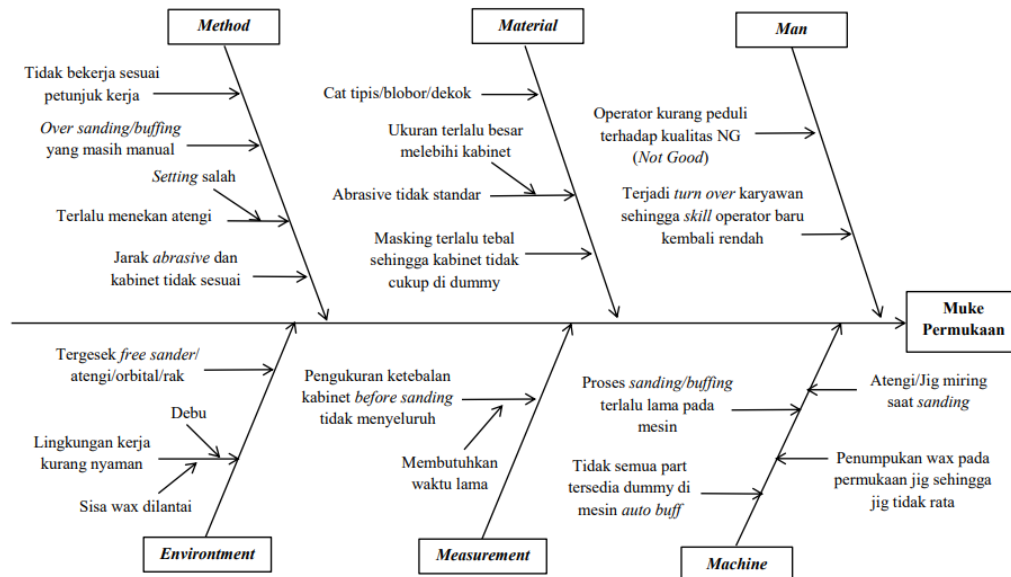 Method
Material
Man
Tidak bekerja sesuai
petunjuk kerja
Over sanding/buffing
yang masih manual
Setting salah
Terlalu menekan atengi
Jarak abrasive dan
kabinet tidak sesuai
Cat tipis/blobor/dekok
Ukuran terlalu besar
melebihi kabinet
Abrasive tidak standar
Masking terlalu tebal
sehingga kabinet tidak
cukup di dummy
Operator kurang peduli
terhadap kualitas NG
(Not Good)
Terjadi turn over karyawan
sehingga skill operator baru
kembali rendah
Muke
Permukaan
Tergesek free sander/
atengi/orbital/rak
Debu
Lingkungan kerja
kurang nyaman
Sisa wax dilantai
Pengukuran ketebalan
kabinet before sanding
tidak menyeluruh
Membutuhkan
waktu lama
Proses sanding/buffing
terlalu lama pada
mesin
Tidak semua part
tersedia dummy di
mesin auto buff
Atengi/Jig miring
saat sanding
Penumpukan wax pada
permukaan jig sehingga
jig tidak rata
Environtment
Measurement
Machine